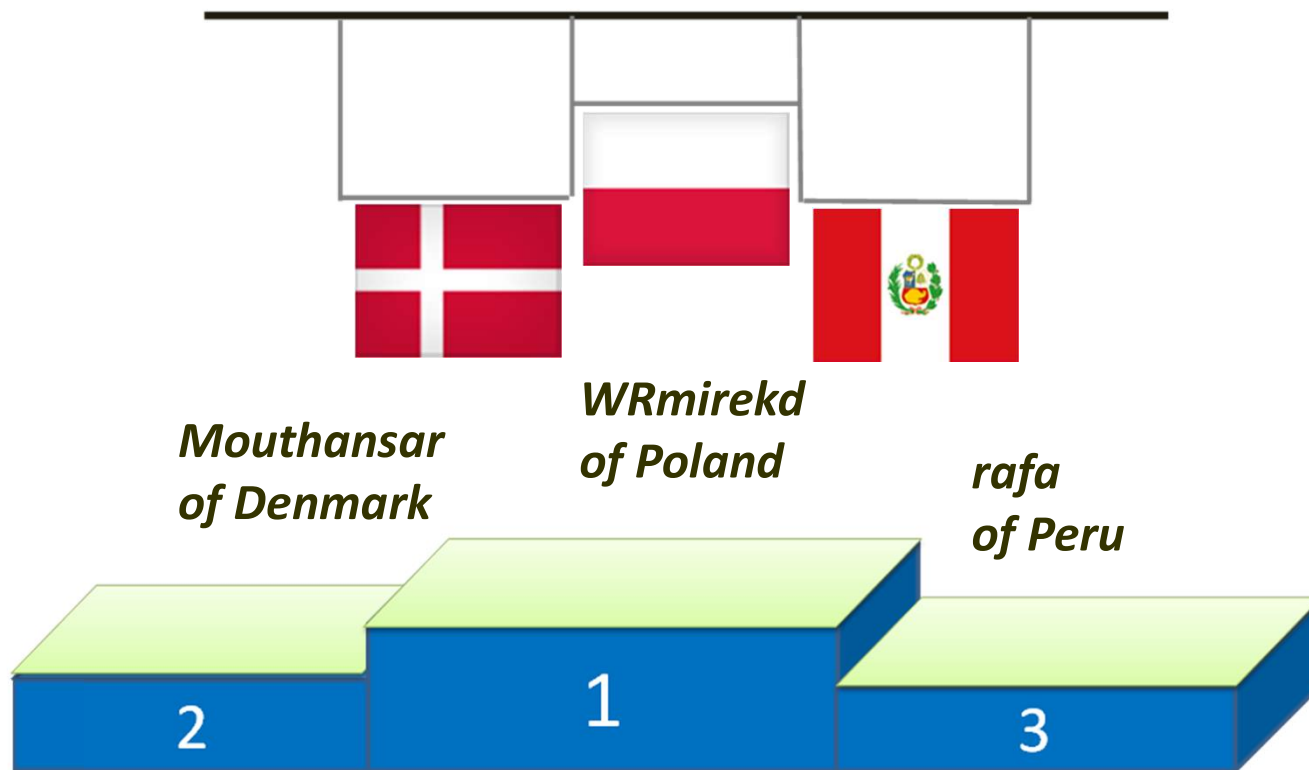 WRmirekd
of Poland
Mouthansar
of Denmark
rafa
of Peru
2
1
3